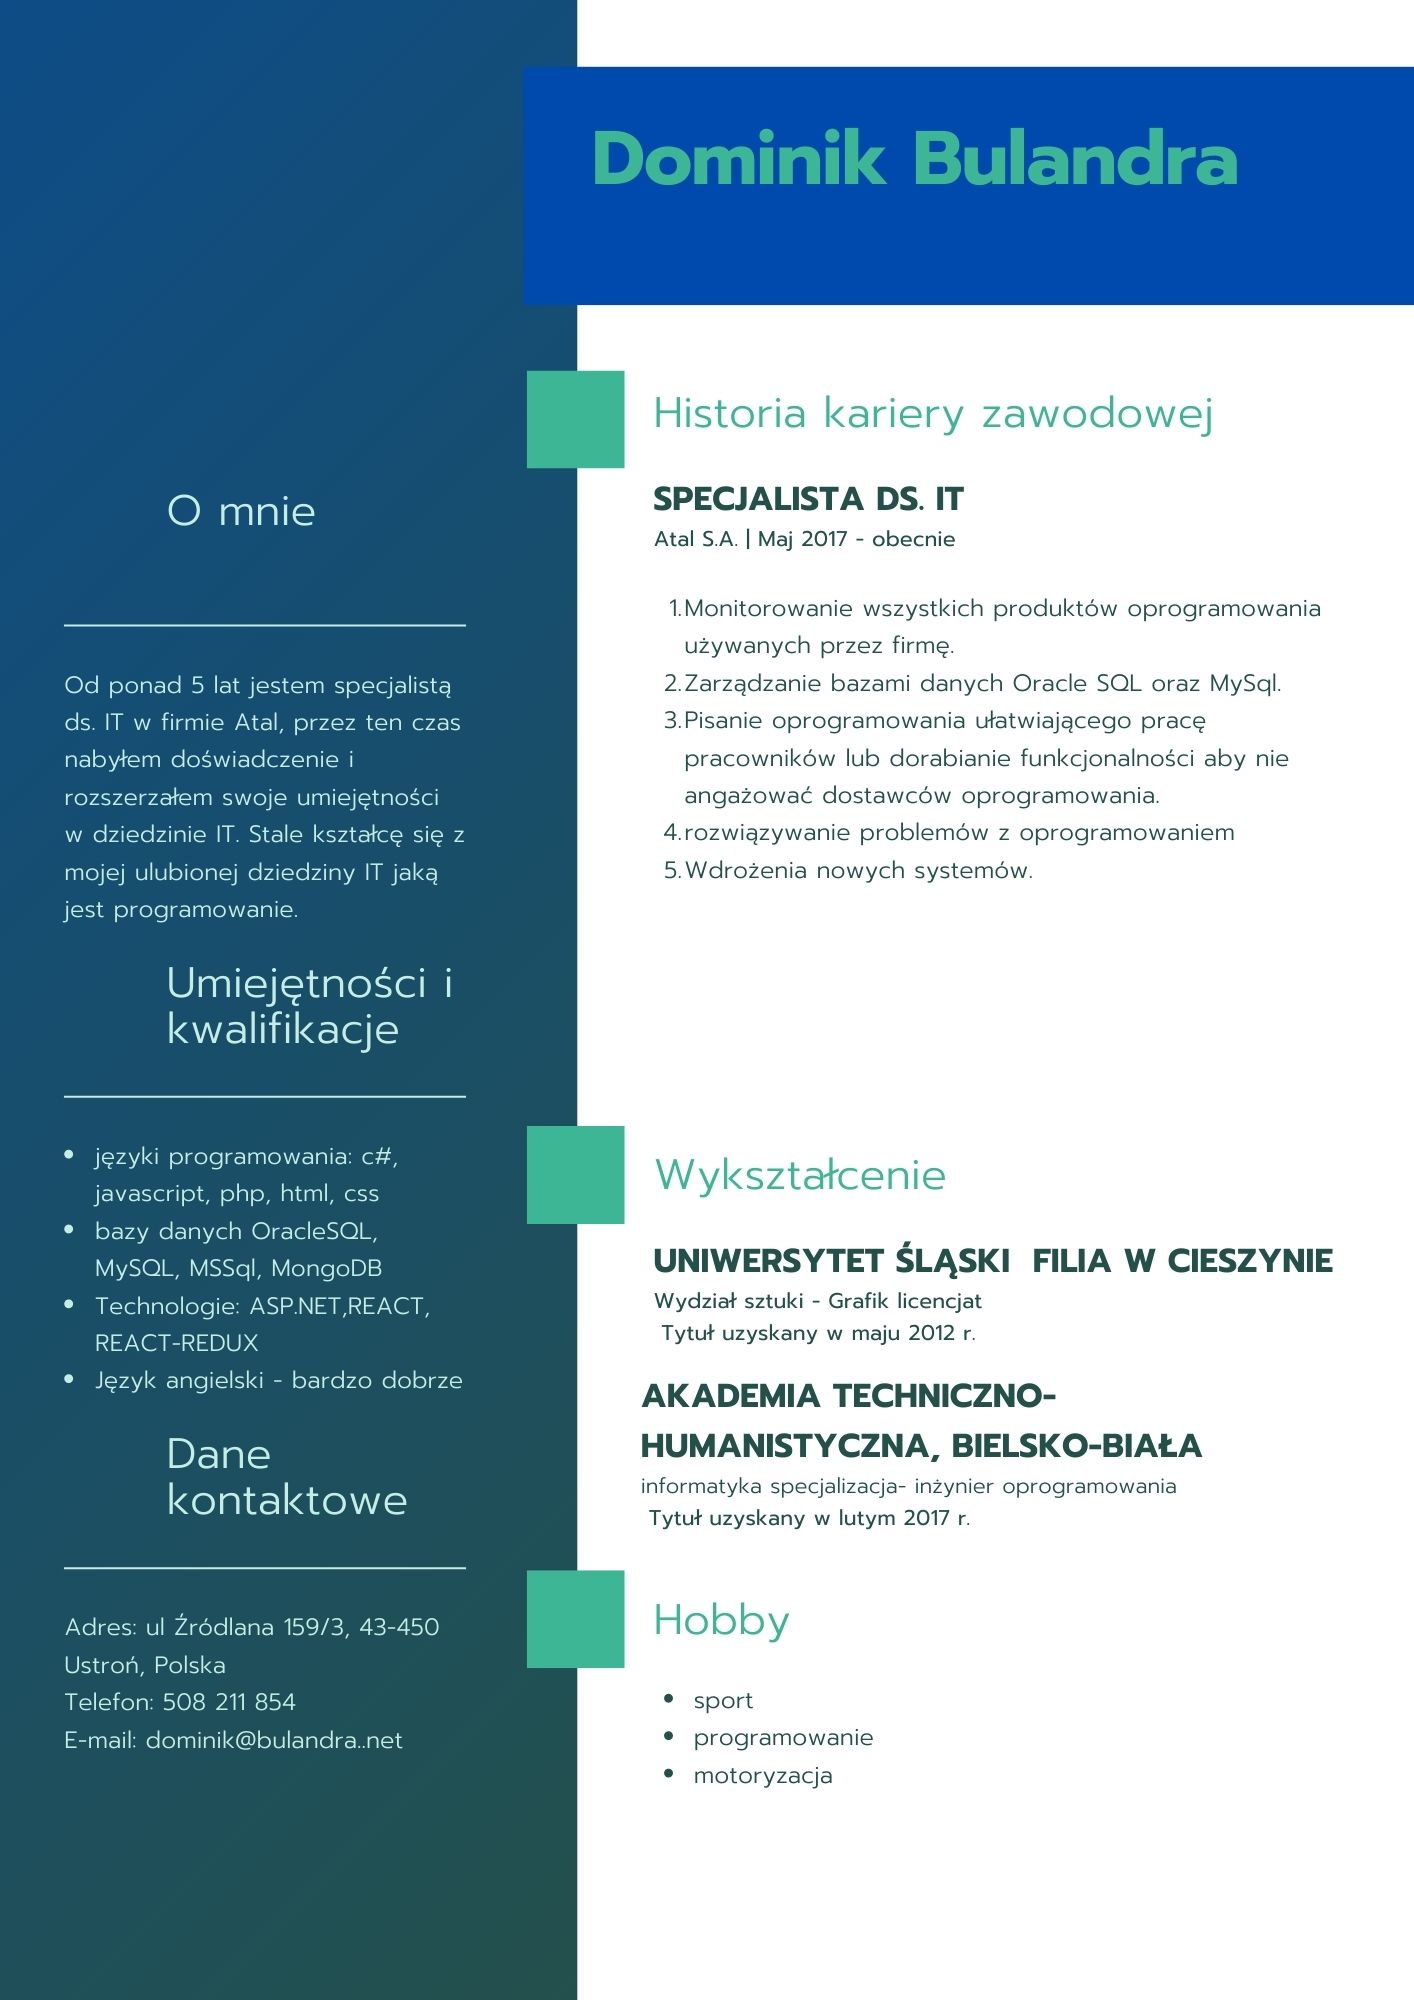 Dominik Bulandra
O mnie
Od ponad 5 lat jestem specjalistą
ds. IT w firmie Atal, przez ten czas
nabyłem doświadczenie i
rozszerzałem swoje umiejętności
w dziedzinie IT. Stale kształcę się z
mojej ulubionej dziedziny IT jaką
jest programowanie.
Umiejętności i
kwalifikacje
• języki programowania: c#,
javascript, php, html, css
• bazy danych OracleSQL,
MySQL, MSSql, MongoDB
• Technologie: ASP.NET,REACT,
REACT-REDUX
• Język angielski - bardzo dobrze
Dane
kontaktowe
Adres: ul Źródlana 159/3, 43-450
Ustroń, Polska
Telefon: 508 211 854
E-mail: dominik@bulandra..net
Historia kariery zawodowej
SPECJALISTA DS. IT
Atal S.A. | Maj 2017 - obecnie
1.Monitorowanie wszystkich produktów oprogramowania
używanych przez firmę.
2.Zarządzanie bazami danych Oracle SQL oraz MySql.
3.Pisanie oprogramowania ułatwiającego pracę
pracowników lub dorabianie funkcjonalności aby nie
angażować dostawców oprogramowania.
4.rozwiązywanie problemów z oprogramowaniem
5.Wdrożenia nowych systemów.
Wykształcenie
UNIWERSYTET ŚLĄSKI FILIA W CIESZYNIE
Wydział sztuki - Grafik licencjat
Tytuł uzyskany w maju 2012 r.
AKADEMIA TECHNICZNO-
HUMANISTYCZNA, BIELSKO-BIAŁA
informatyka specjalizacja- inżynier oprogramowania
Tytuł uzyskany w lutym 2017 r.
Hobby
• sport
• programowanie
• motoryzacja